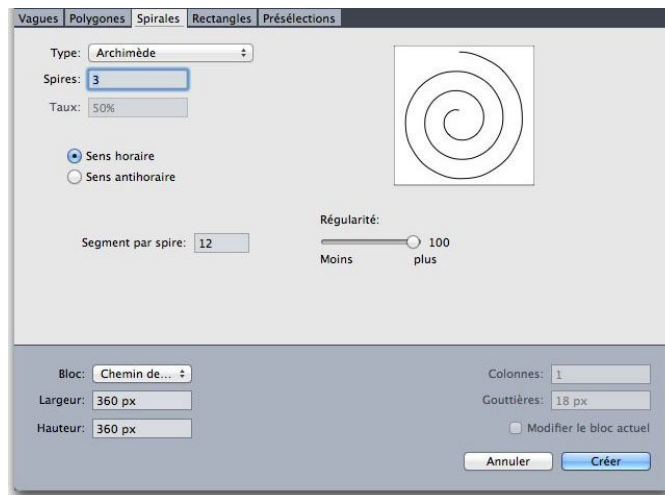 Vagues Polygones Spirales Rectangles Présélections
Type: Archimède
Spires: 3
Taux: 50%
Sens horaire
Sens antihoraire
Régularité:
Segment par spire: 12
100
Moins plus
Bloc: Chemin de...
Colonnes: 1
Largeur: 360 px
Gouttières: 18 px
Hauteur: 360 px
Modifier le bloc actuel
Annuler Créer